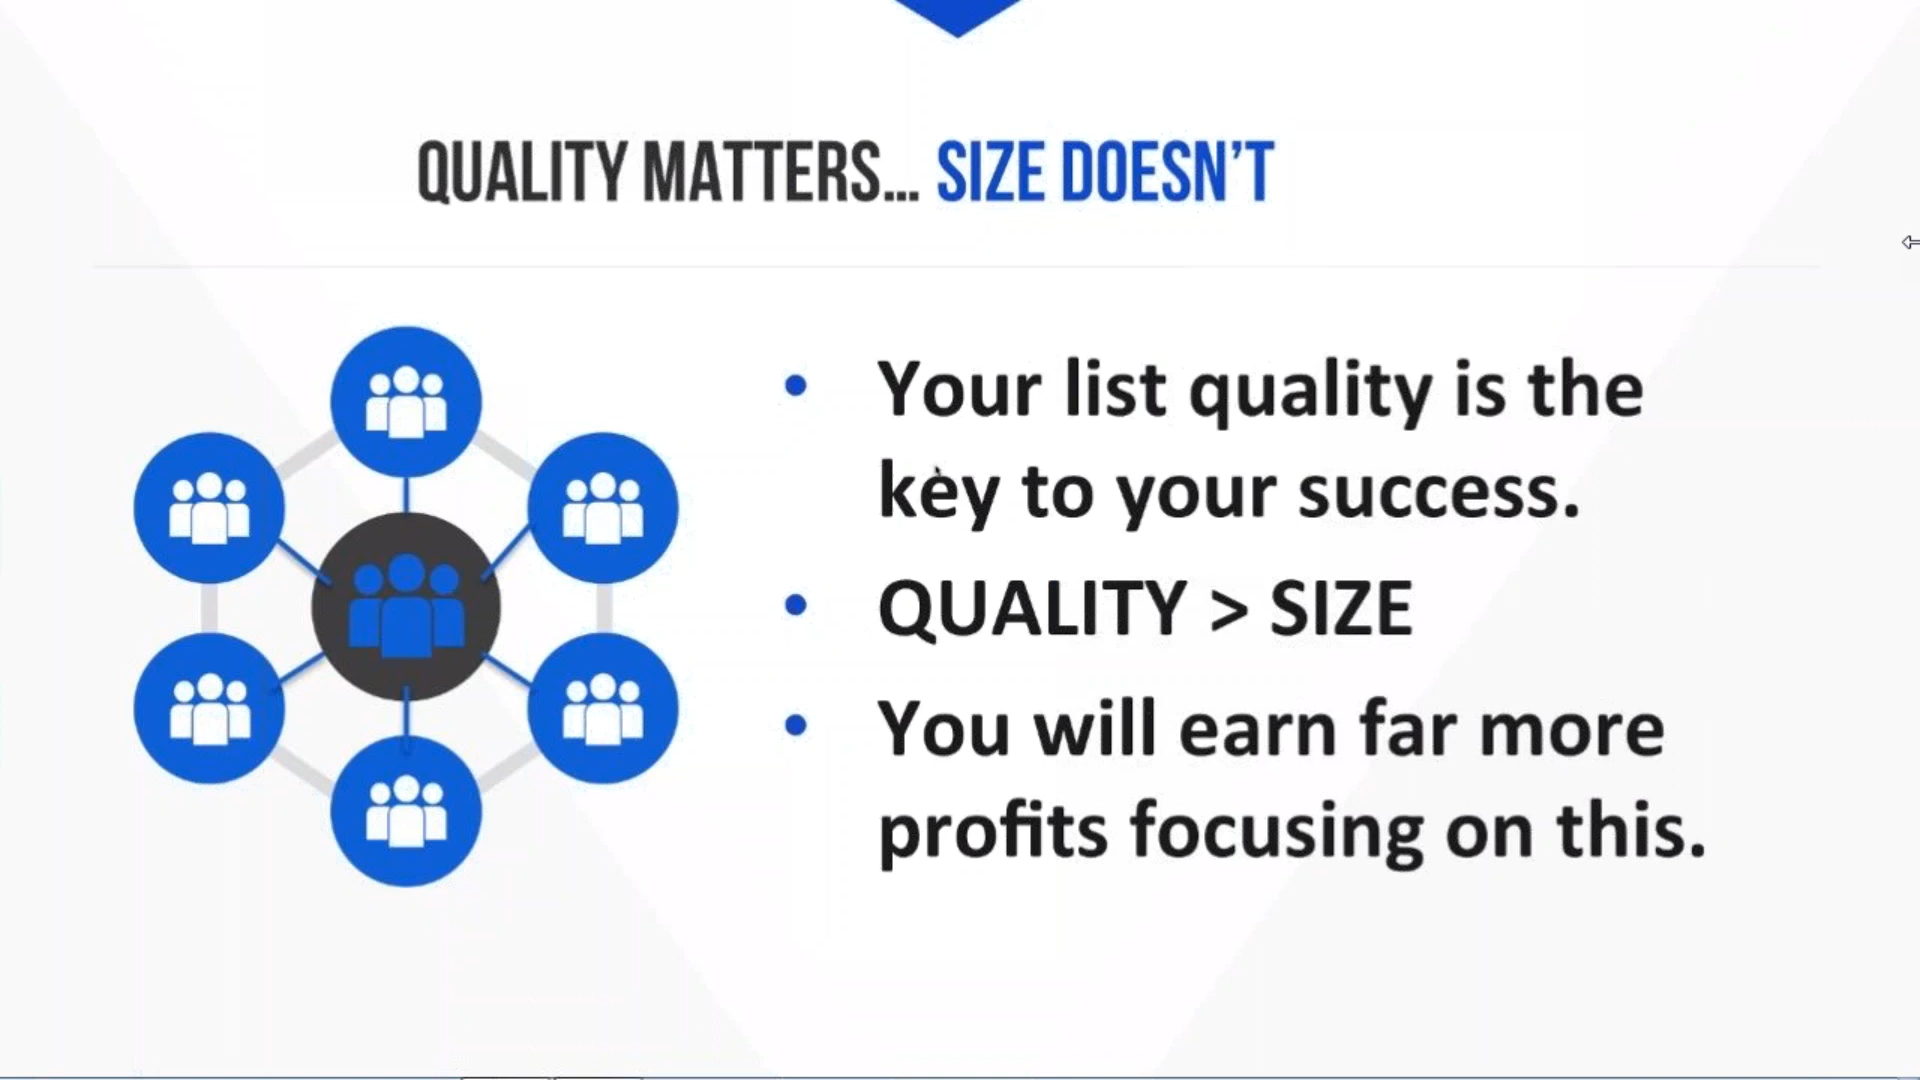 QUALITY MATTERS... SIZE DOESN'T
• Your list quality is the
key to your success.
• QUALITY > SIZE
• You will earn far more
profits focusing on this.